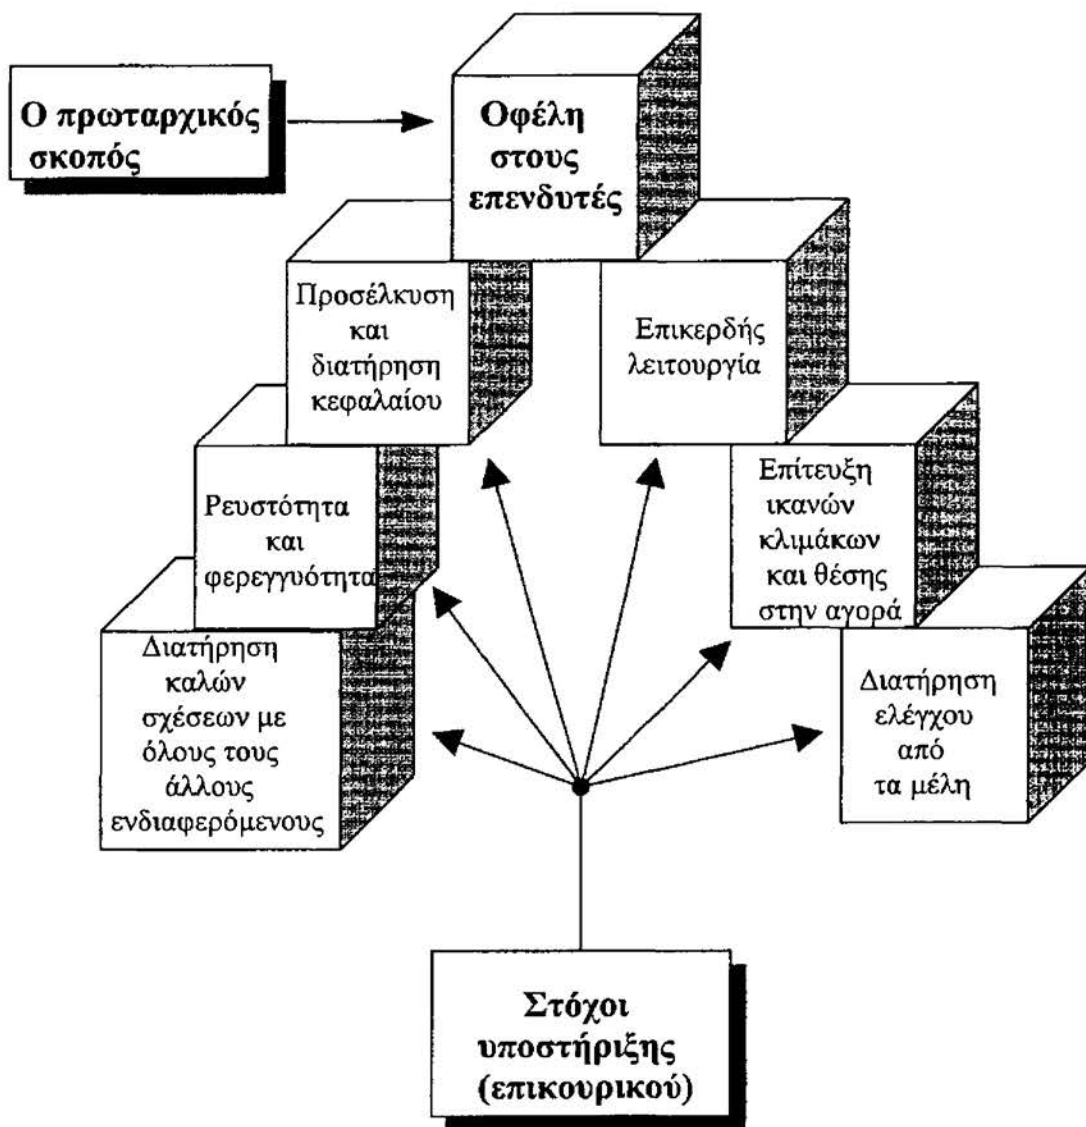 Ο πρωταρχικός
σκοπός
Οφέλη
στους
επενδυτές
Προσέλκυση
και
διατήρηση
κεφαλαίου
Επικερδής
λειτουργία
Ρευστότητα
και
φερεγγυότητα
Επίτευξη
ικανών
κλιμάκων
και θέσης
στην αγορά
Διατήρηση
καλών
σχέσεων με
όλους τους
άλλους
ενδιαφερόμενους
Διατήρηση
ελέγχου
από
τα μέλη
Στόχοι
υποστήριξης
(επικουρικού)